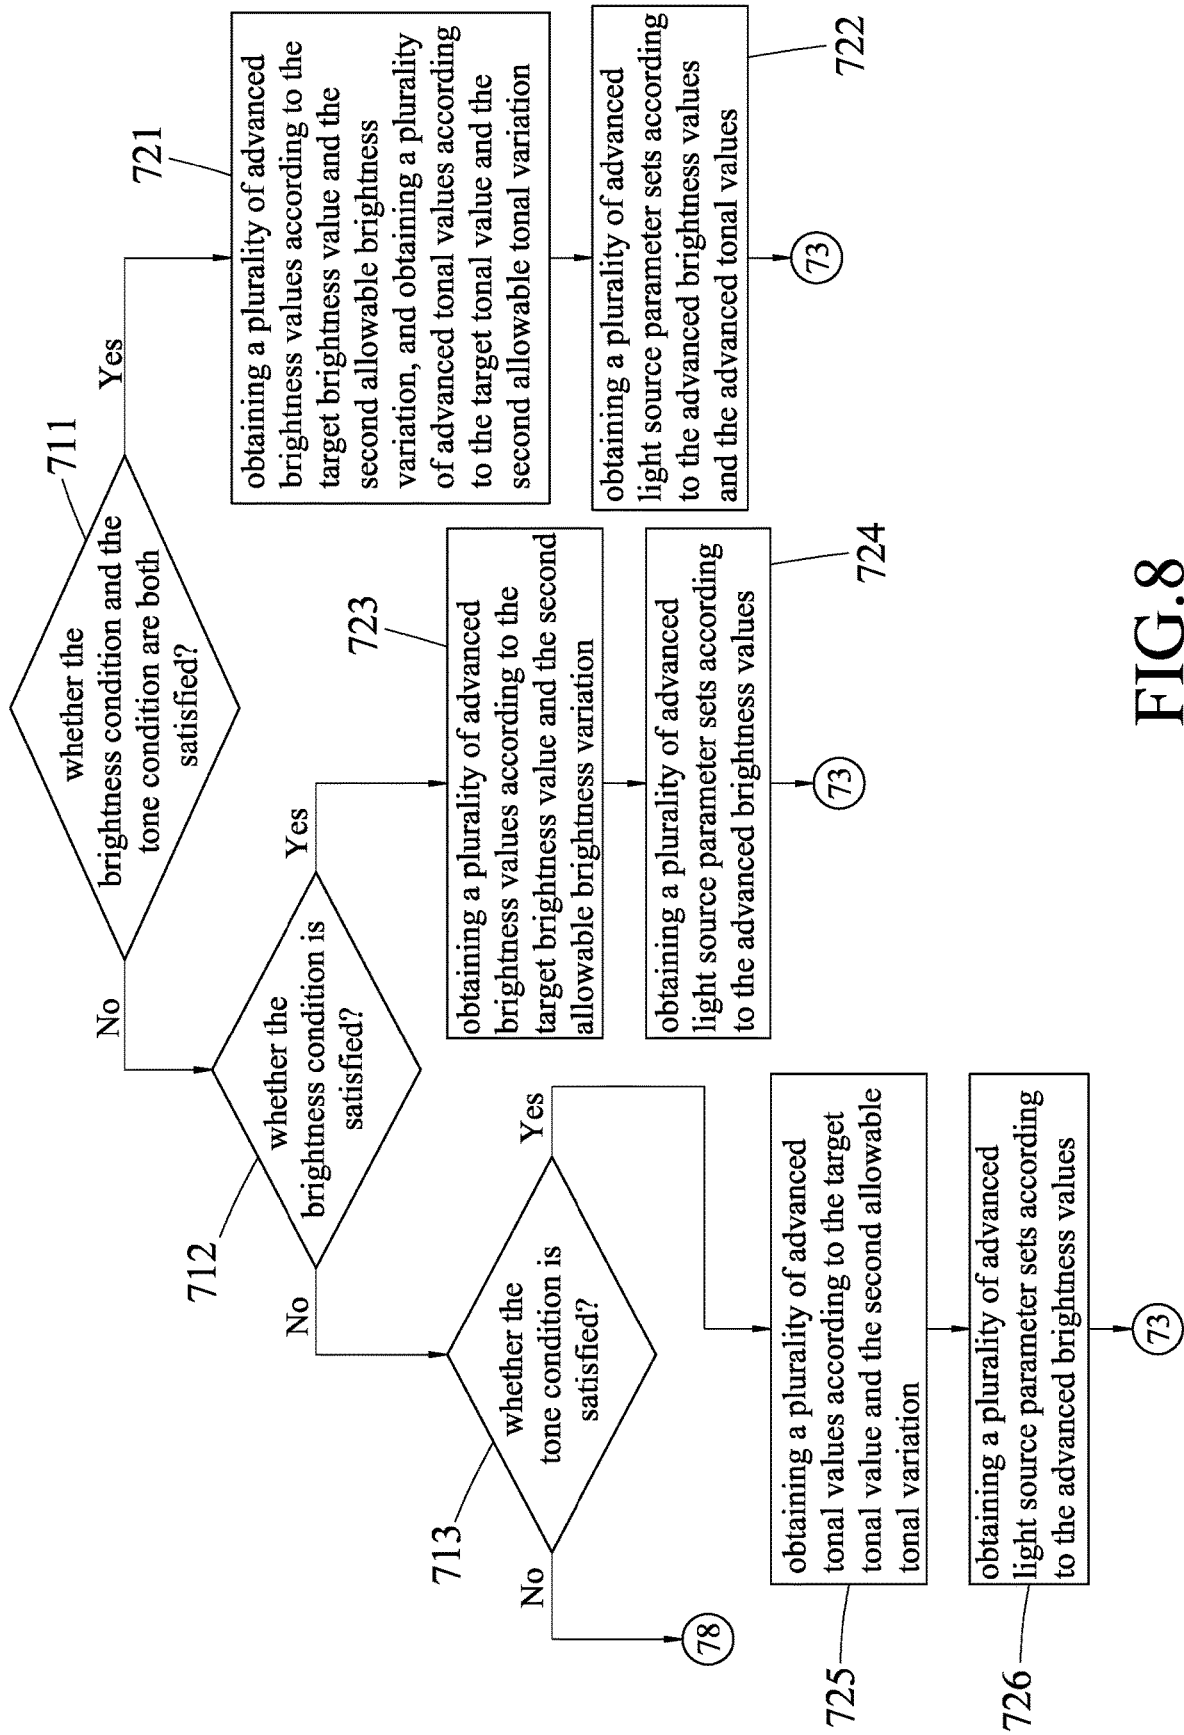 711
whether the
brightness condition and the
tone condition are both
satisfied?
Yes
No
721
obtaining a plurality of advanced
brightness values according to the
target brightness value and the
second allowable brightness
variation, and obtaining a plurality
of advanced tonal values according
to the target tonal value and the
second allowable tonal variation
722
obtaining a plurality of advanced
light source parameter sets according
to the advanced brightness values
and the advanced tonal values
73
712
whether the
brightness condition is
satisfied?
Yes
No
723
obtaining a plurality of advanced
brightness values according to the
target brightness value and the second
allowable brightness variation
724
obtaining a plurality of advanced
light source parameter sets according
to the advanced brightness values
73
713
whether the
tone condition is
satisfied?
Yes
No
78
725
obtaining a plurality of advanced
tonal values according to the target
tonal value and the second allowable
tonal variation
726
obtaining a plurality of advanced
light source parameter sets according
to the advanced brightness values
73
FIG.8